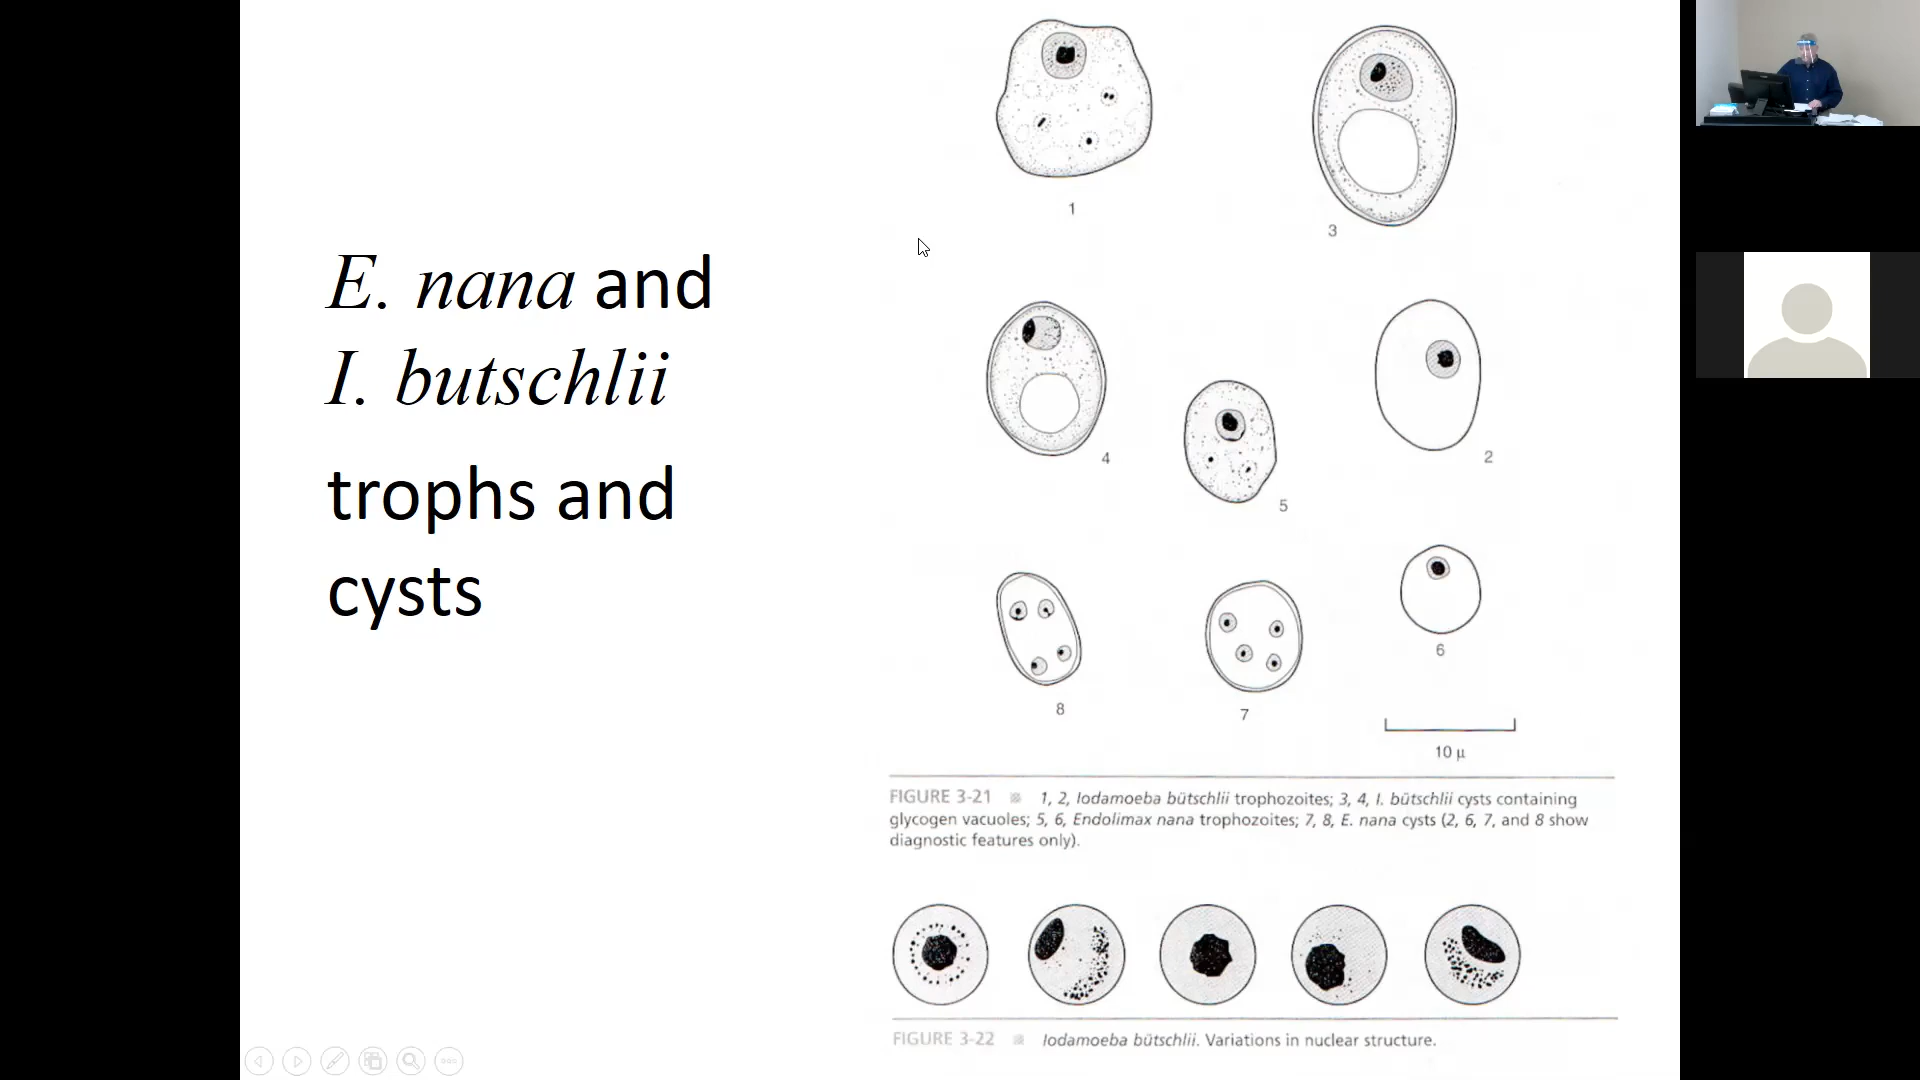 E. nana and
I. butschlii
trophs and
cysts
1
3
4
5
2
8
7
6
10 μ
FIGURE 3-21 1, 2, Iodamoeba bütschlii trophozoites; 3, 4, I. bütschlii cysts containing
glycogen vacuoles; 5, 6, Endolimax nana trophozoites; 7, 8, E. nana cysts (2, 6, 7, and 8 show
diagnostic features only).
FIGURE 3-22 Iodamoeba bütschlii. Variations in nuclear structure.